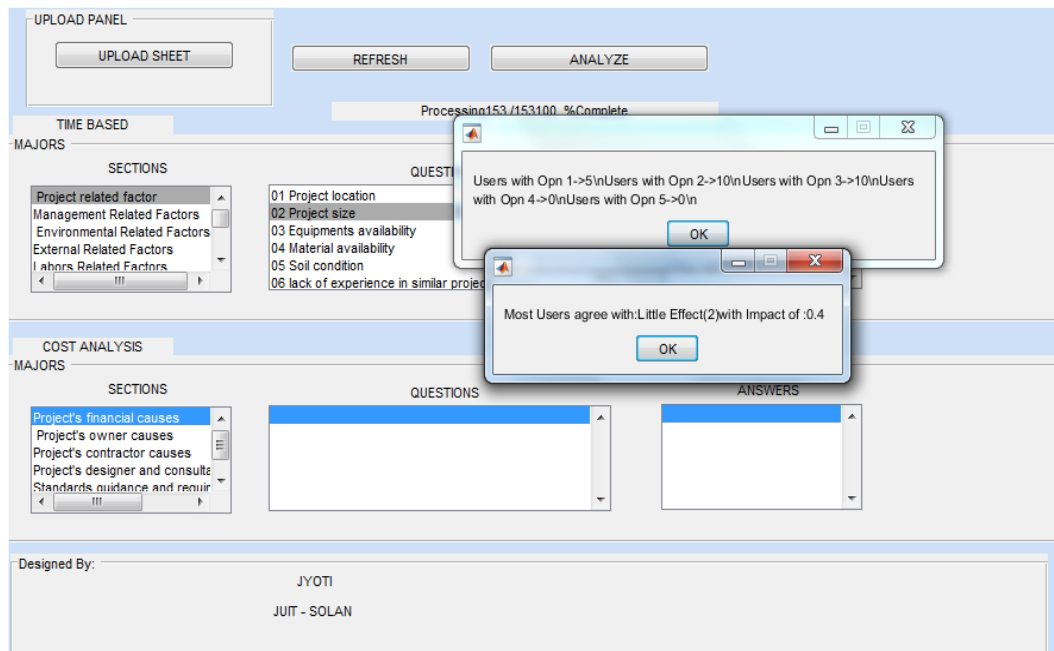 UPLOAD PANEL
UPLOAD SHEET
REFRESH
ANALYZE
Processing153 /153100 %Complete
TIME BASED
MAJORS
SECTIONS
Project related factor
Management Related Factors
Environmental Related Factors
External Related Factors
Labors Related Factors
QUESTI
01 Project location
02 Project size
03 Equipments availability
04 Material availability
05 Soil condition
06 lack of experience in similar projec
Users with Opn 1->5\nUsers with Opn 2->10\nUsers with Opn 3->10\nUsers
with Opn 4->0\nUsers with Opn 5->0\n
OK
Most Users agree with:Little Effect(2)with Impact of :0.4
OK
COST ANALYSIS
MAJORS
SECTIONS
Project's financial causes
Project's owner causes
Project's contractor causes
Project's designer and consulta
Standards guidance and requir
QUESTIONS
ANSWERS
Designed By:
JYOTI
JUIT - SOLAN